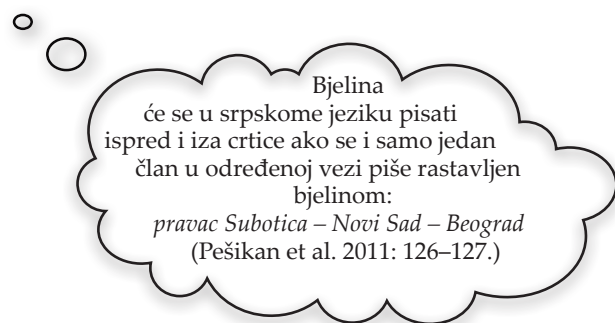 Bjelina
će se u srpskome jeziku pisati
ispred i iza crtice ako se i samo jedan
član u određenoj vezi piše rastavljen
bjelinom:
pravac Subotica – Novi Sad – Beograd
(Pešikan et al. 2011: 126–127.)